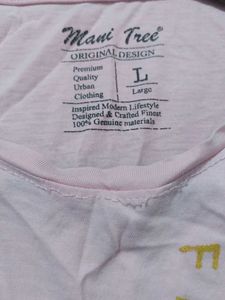 Mani Tree
ORIGINAL DESIGN
Premium
Quality
Urban
Clothing
L
Large
Inspired Modern Lifestyle
Designed & Crafted Finest
100% Genuine materials
F